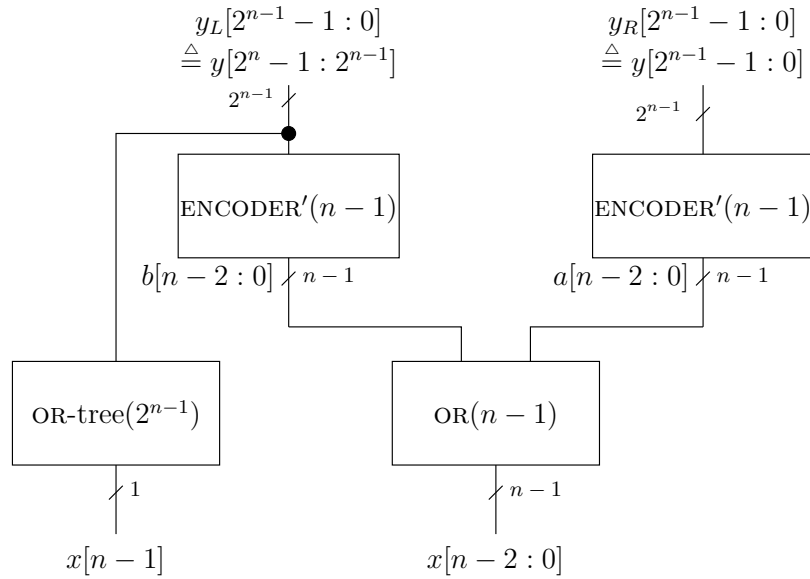 y_L[2^{n−1} − 1 : 0]
≜ y[2^n − 1 : 2^{n−1}]
y_R[2^{n−1} − 1 : 0]
≜ y[2^{n−1} − 1 : 0]
2^{n−1}
2^{n−1}
ENCODER′(n − 1)
ENCODER′(n − 1)
b[n − 2 : 0]
n − 1
a[n − 2 : 0]
n − 1
OR-tree(2^{n−1})
OR(n − 1)
1
n − 1
x[n − 1]
x[n − 2 : 0]